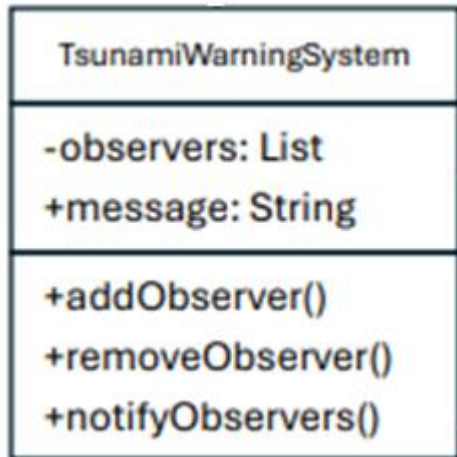 TsunamiWarningSystem
-observers: List
+message: String
+addObserver()
+removeObserver()
+notifyObservers()